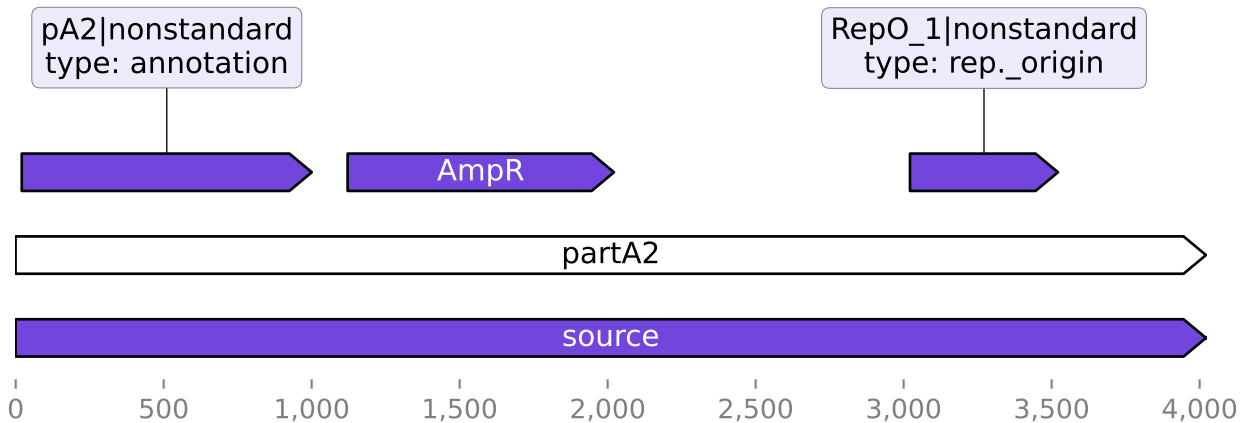 pA2|nonstandard
type: annotation
RepO_1|nonstandard
type: rep._origin
AmpR
partA2
source
0 500 1,000 1,500 2,000 2,500 3,000 3,500 4,000